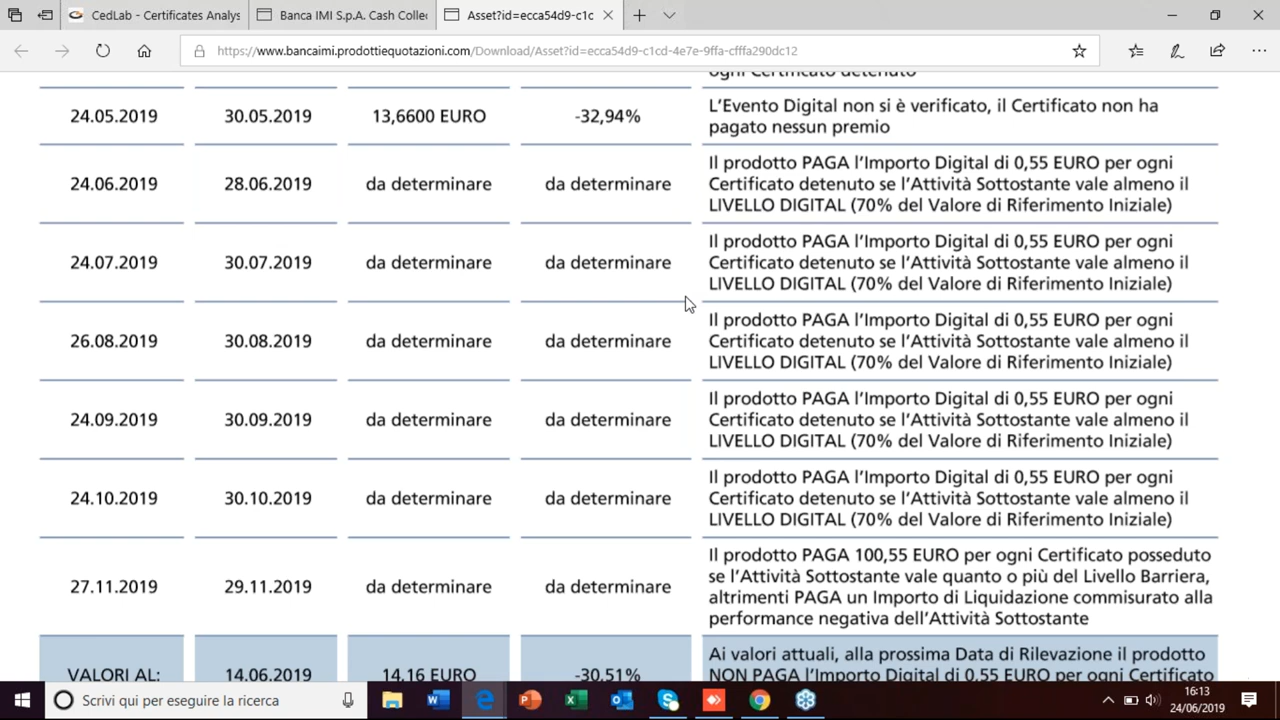 CedLab - Certificates Analys
Banca IMI S.p.A. Cash Collec
Asset?id=ecca54d9-c1c
https://www.bancaimi.prodottiequotazioni.com/Download/Asset?id=ecca54d9-c1cd-4e7e-9ffa-cfffa290dc12
ogni Certificato detenuto
24.05.2019 30.05.2019 13,6600 EURO -32,94% L'Evento Digital non si è verificato, il Certificato non ha
pagato nessun premio
24.06.2019 28.06.2019 da determinare da determinare Il prodotto PAGA l'Importo Digital di 0,55 EURO per ogni
Certificato detenuto se l'Attività Sottostante vale almeno il
LIVELLO DIGITAL (70% del Valore di Riferimento Iniziale)
24.07.2019 30.07.2019 da determinare da determinare Il prodotto PAGA l'Importo Digital di 0,55 EURO per ogni
Certificato detenuto se l'Attività Sottostante vale almeno il
LIVELLO DIGITAL (70% del Valore di Riferimento Iniziale)
26.08.2019 30.08.2019 da determinare da determinare Il prodotto PAGA l'Importo Digital di 0,55 EURO per ogni
Certificato detenuto se l'Attività Sottostante vale almeno il
LIVELLO DIGITAL (70% del Valore di Riferimento Iniziale)
24.09.2019 30.09.2019 da determinare da determinare Il prodotto PAGA l'Importo Digital di 0,55 EURO per ogni
Certificato detenuto se l'Attività Sottostante vale almeno il
LIVELLO DIGITAL (70% del Valore di Riferimento Iniziale)
24.10.2019 30.10.2019 da determinare da determinare Il prodotto PAGA l'Importo Digital di 0,55 EURO per ogni
Certificato detenuto se l'Attività Sottostante vale almeno il
LIVELLO DIGITAL (70% del Valore di Riferimento Iniziale)
27.11.2019 29.11.2019 da determinare da determinare Il prodotto PAGA 100,55 EURO per ogni Certificato posseduto
se l'Attività Sottostante vale quanto o più del Livello Barriera,
altrimenti PAGA un Importo di Liquidazione commisurato alla
performance negativa dell'Attività Sottostante
VALORI AL: 14.06.2019 14,16 EURO -30,51% Ai valori attuali, alla prossima Data di Rilevazione il prodotto
NON PAGA l'Importo Digital di 0,55 EURO per ogni Certificato
Scrivi qui per eseguire la ricerca
16:13
24/06/2019